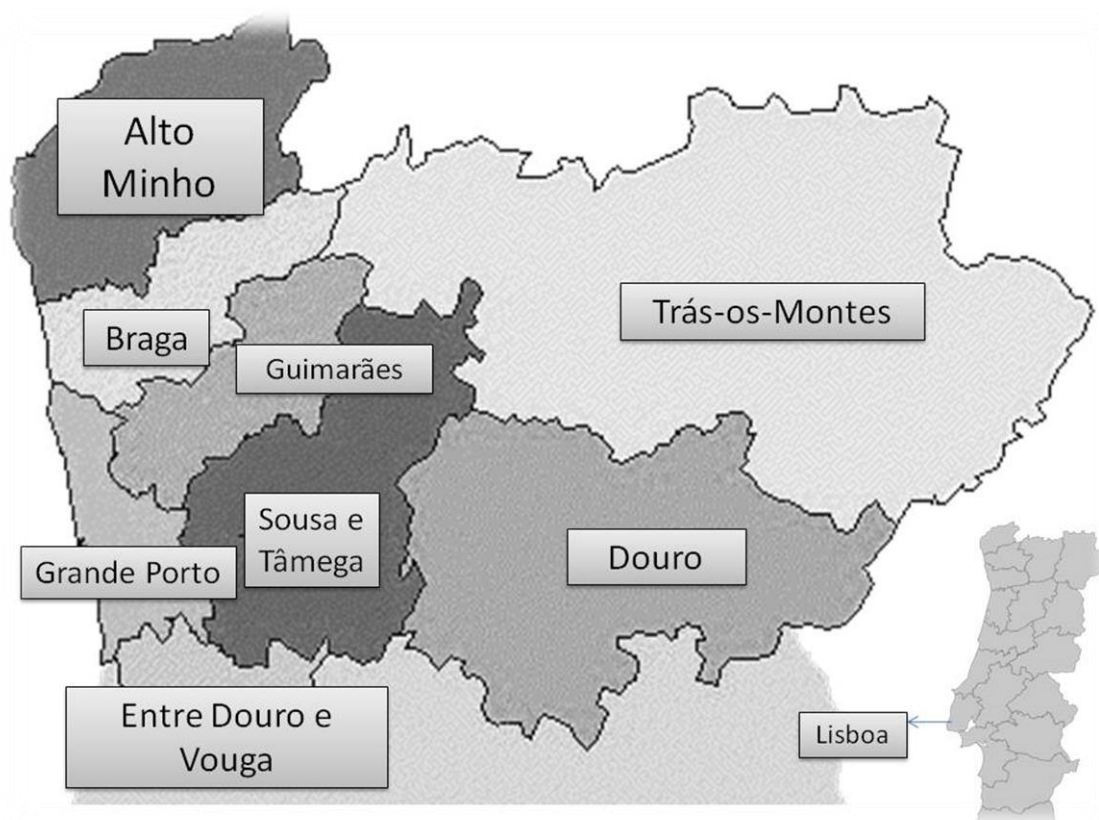 Alto
Minho
Braga
Guimarães
Trás-os-Montes
Sousa e
Tâmega
Grande Porto
Douro
Entre Douro e
Vouga
Lisboa